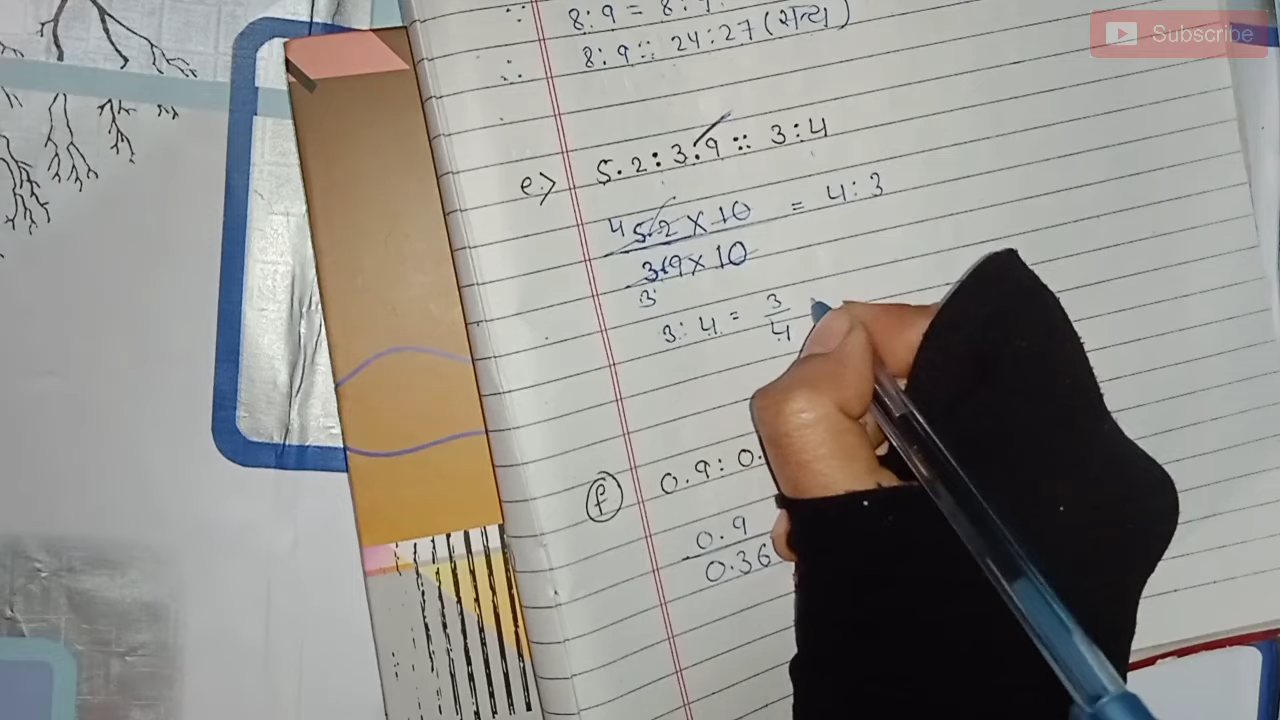 Subscribe
∵ 8:9 = 8:9
∴ 8:9 :: 24:27 (सत्य)
e.> 5.2 : 3.9 :: 3:4
4 5.2 x 10 = 4:3
3.9 x 10
3
3:4 = 3
4
f 0.9 : 0.
0.9
0.36